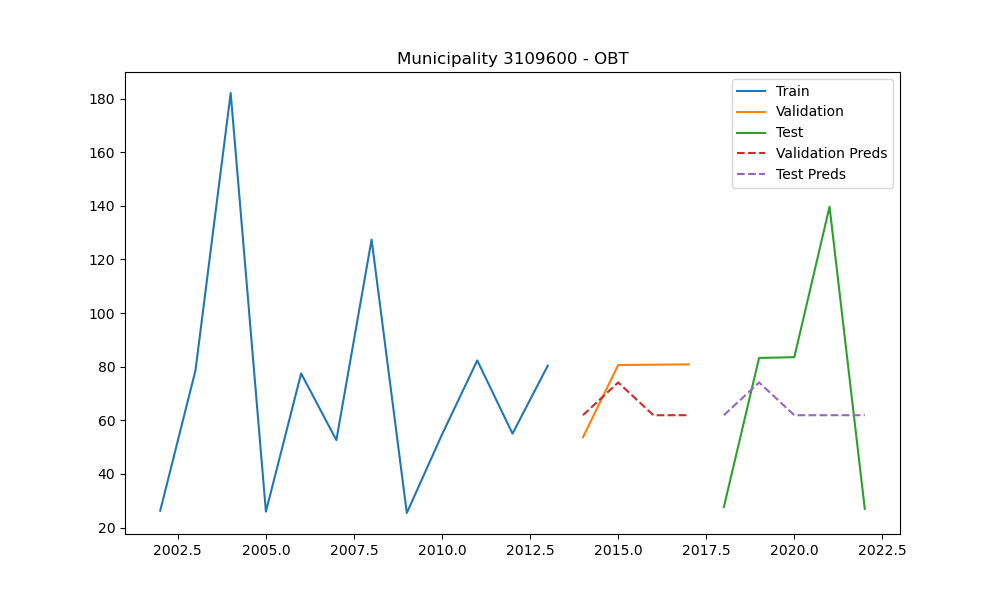 Municipality 3109600 - OBT
180
160
140
120
100
80
60
40
20
2002.5 2005.0 2007.5 2010.0 2012.5 2015.0 2017.5 2020.0 2022.5
Train
Validation
Test
Validation Preds
Test Preds